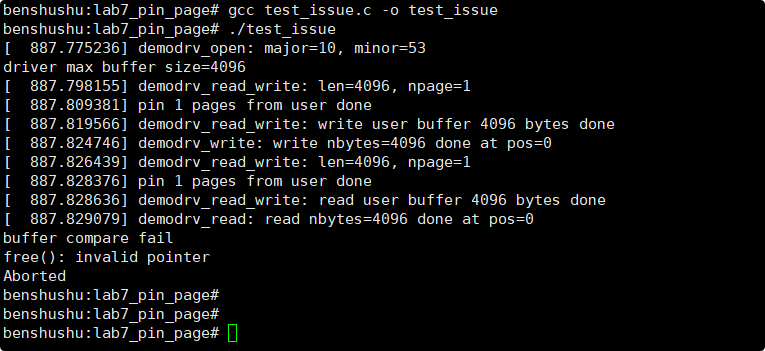 benshushu:lab7_pin_page# gcc test_issue.c -o test_issue
benshushu:lab7_pin_page# ./test_issue
[  887.775236] demodrv_open: major=10, minor=53
driver max buffer size=4096
[  887.798155] demodrv_read_write: len=4096, npage=1
[  887.809381] pin 1 pages from user done
[  887.819566] demodrv_read_write: write user buffer 4096 bytes done
[  887.824746] demodrv_write: write nbytes=4096 done at pos=0
[  887.826439] demodrv_read_write: len=4096, npage=1
[  887.828376] pin 1 pages from user done
[  887.828636] demodrv_read_write: read user buffer 4096 bytes done
[  887.829079] demodrv_read: read nbytes=4096 done at pos=0
buffer compare fail
free(): invalid pointer
Aborted
benshushu:lab7_pin_page#
benshushu:lab7_pin_page#
benshushu:lab7_pin_page#